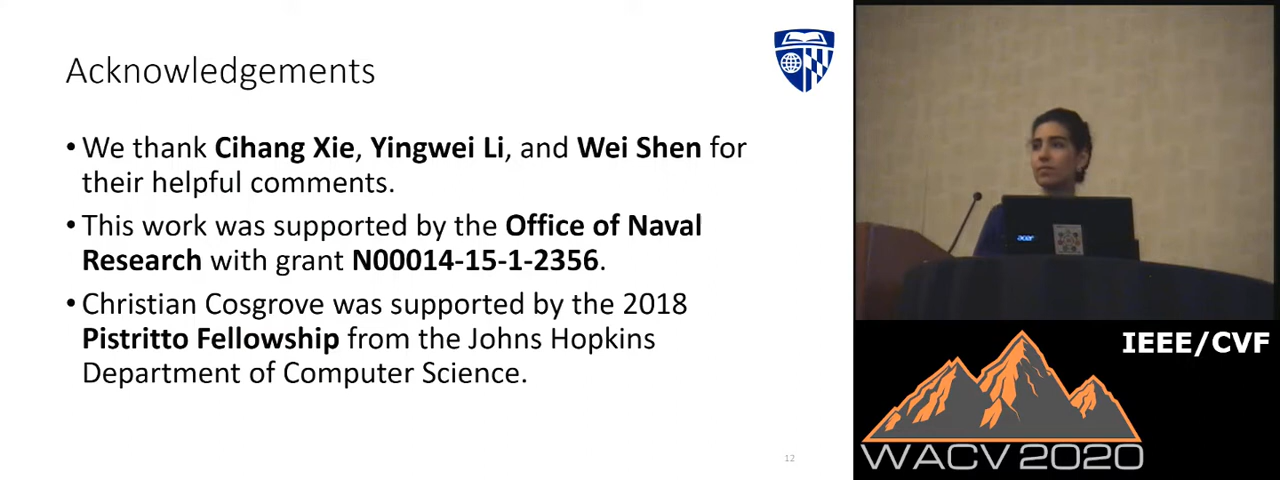 Acknowledgements
• We thank Cihang Xie, Yingwei Li, and Wei Shen for
their helpful comments.
• This work was supported by the Office of Naval
Research with grant N00014-15-1-2356.
• Christian Cosgrove was supported by the 2018
Pistritto Fellowship from the Johns Hopkins
Department of Computer Science.
12
acer
IEEE/CVF
WACV 2020